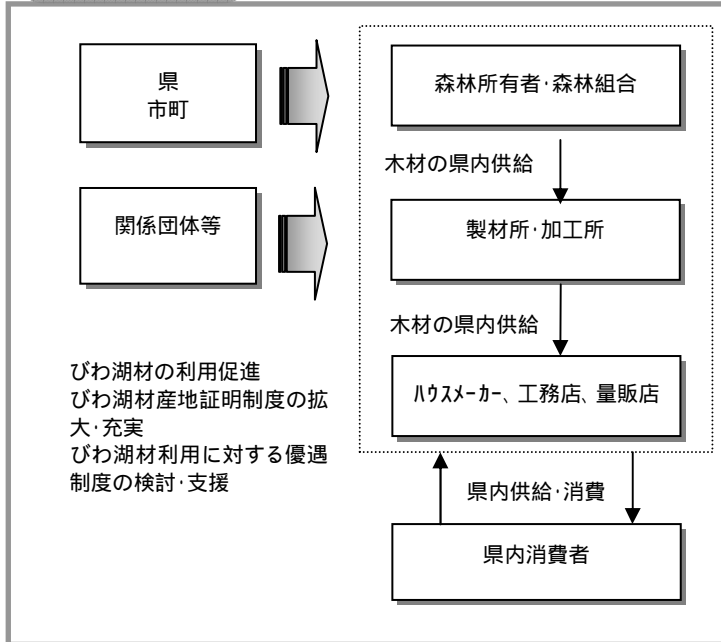 県
市町
森林所有者･森林組合
木材の県内供給
関係団体等
製材所･加工所
木材の県内供給
びわ湖材の利用促進
びわ湖材産地証明制度の拡
大･充実
びわ湖材利用に対する優遇
制度の検討･支援
ﾊｳｽﾒｰｶｰ、工務店、量販店
県内供給･消費
県内消費者